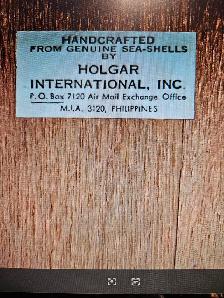 HANDCRAFTED
FROM GENUINE SEA-SHELLS
BY
HOLGAR
INTERNATIONAL, INC.
P.O. Box 7120 Air Mail Exchange Office
M.I.A. 3120, PHILIPPINES